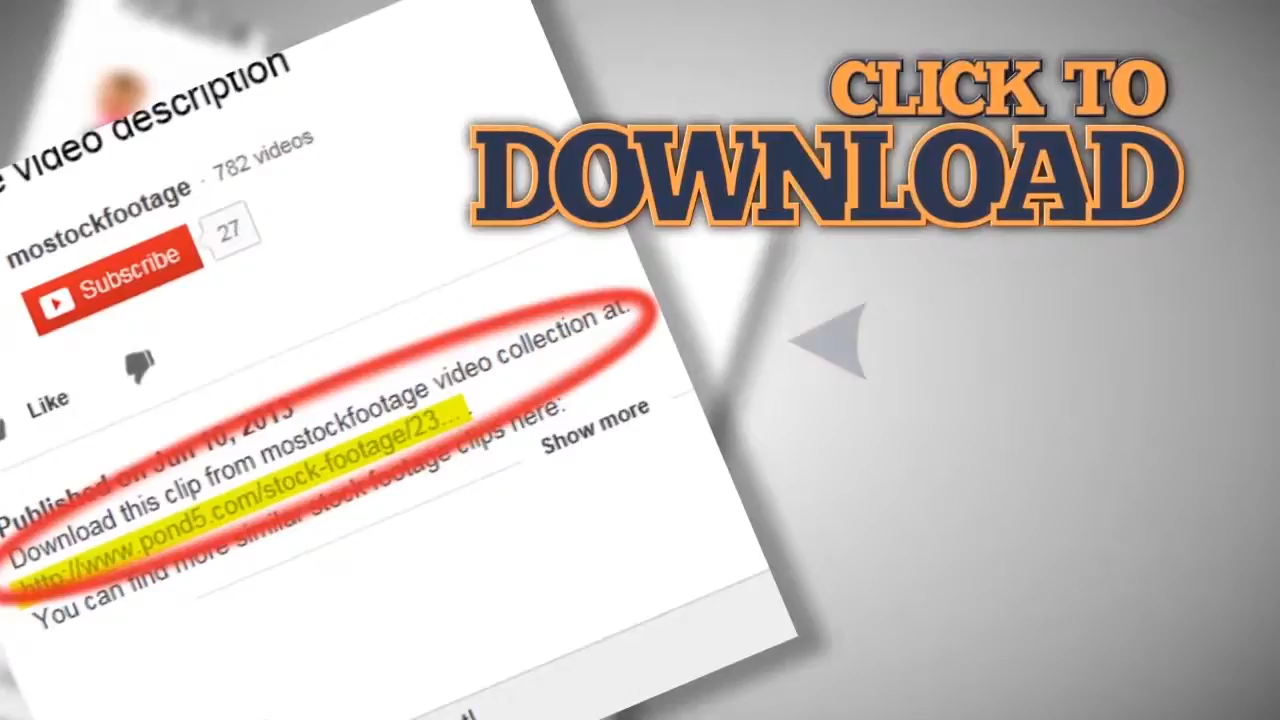 CLICK TO
DOWNLOAD
video description
mostockfootage · 782 videos
Subscribe 27
Like
Published on Jun 10, 2013
Download this clip from mostockfootage video collection at:
http://www.pond5.com/stock-footage/23...
You can find more similar stock footage clips here:
Show more